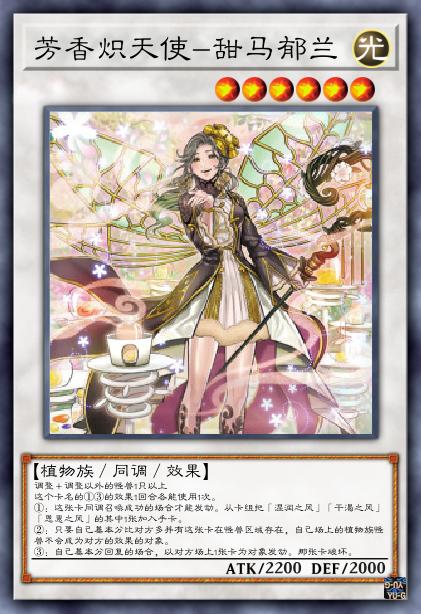 芳香炽天使-甜马郁兰
光
【植物族/同调/效果】
调整+调整以外的怪兽1只以上
这个卡名的①③的效果1回合各能使用1次。
①：这张卡同调召唤成功的场合才能发动。从卡组把「湿润之风」「干渴之风」
「恩惠之风」的其中1张加入手卡。
②：只要自己基本分比对方多并有这张卡在怪兽区域存在，自己场上的植物族怪
兽不会成为对方的效果的对象。
③：自己基本分回复的场合，以对方场上1张卡为对象发动。那张卡破坏。
ATK/2200 DEF/2000